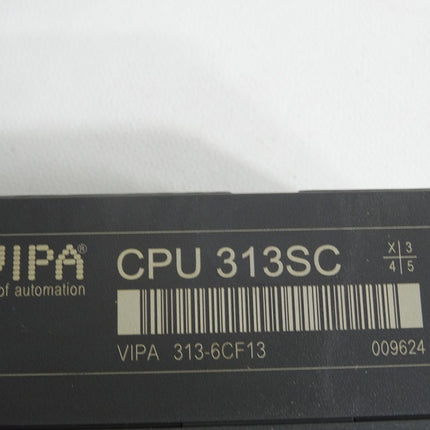 VIPA® CPU 313SC X 3
of automation 4 5
VIPA 313-6CF13 009624